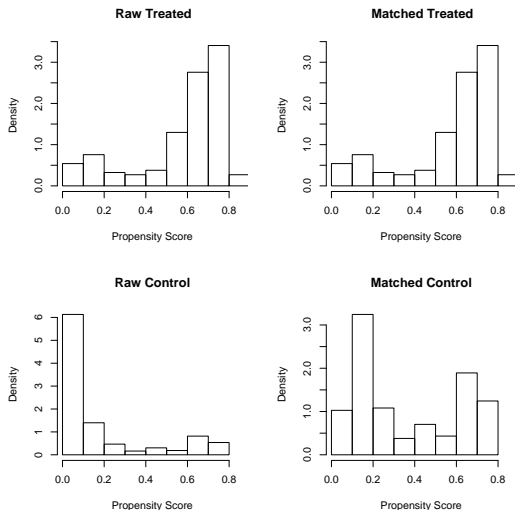 Raw Treated
Density
0.0
1.0
3.0
0.0 0.2 0.4 0.6 0.8
Propensity Score
Matched Treated
Density
0.0
1.0
3.0
0.0 0.2 0.4 0.6 0.8
Propensity Score
Raw Control
Density
0
1
2
3
4
5
6
0.0 0.2 0.4 0.6 0.8
Propensity Score
Matched Control
Density
0.0
1.0
2.0
3.0
0.0 0.2 0.4 0.6 0.8
Propensity Score